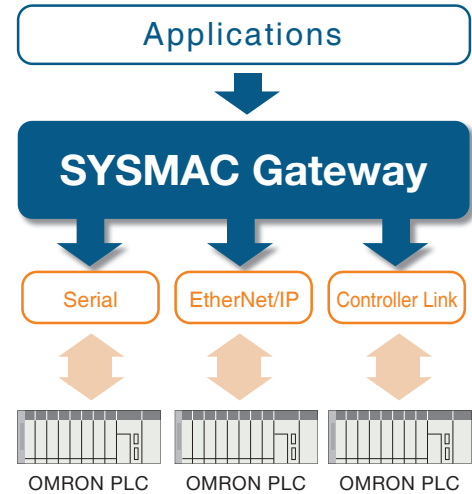 Applications
SYSMAC Gateway
Serial
EtherNet/IP
Controller Link
OMRON PLC
OMRON PLC
OMRON PLC